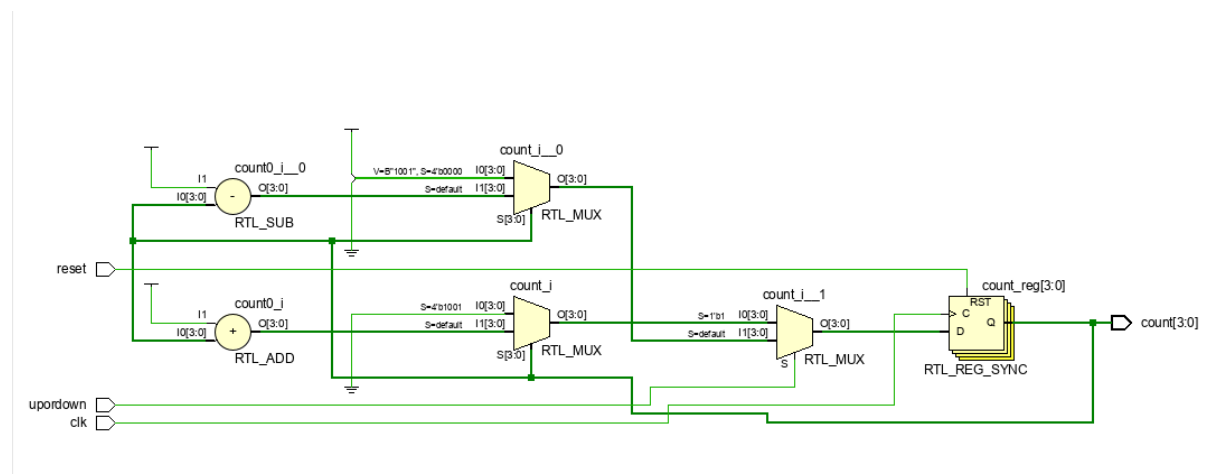 count_i__0
count0_i__0
V=B"1001", S=4'b0000 I0[3:0]
O[3:0]
I1
O[3:0]
S=default I1[3:0]
I0[3:0]
-
S[3:0]
RTL_MUX
RTL_SUB
reset
count_reg[3:0]
count_i
count_i__1
RST
count0_i
S=4'b1001 I0[3:0]
C
I1
O[3:0]
O[3:0]
S=1'b1 I0[3:0]
O[3:0]
Q
count[3:0]
I0[3:0]
+
S=default I1[3:0]
S=default I1[3:0]
D
S[3:0]
RTL_MUX
RTL_ADD
S
RTL_MUX
RTL_REG_SYNC
upordown
clk